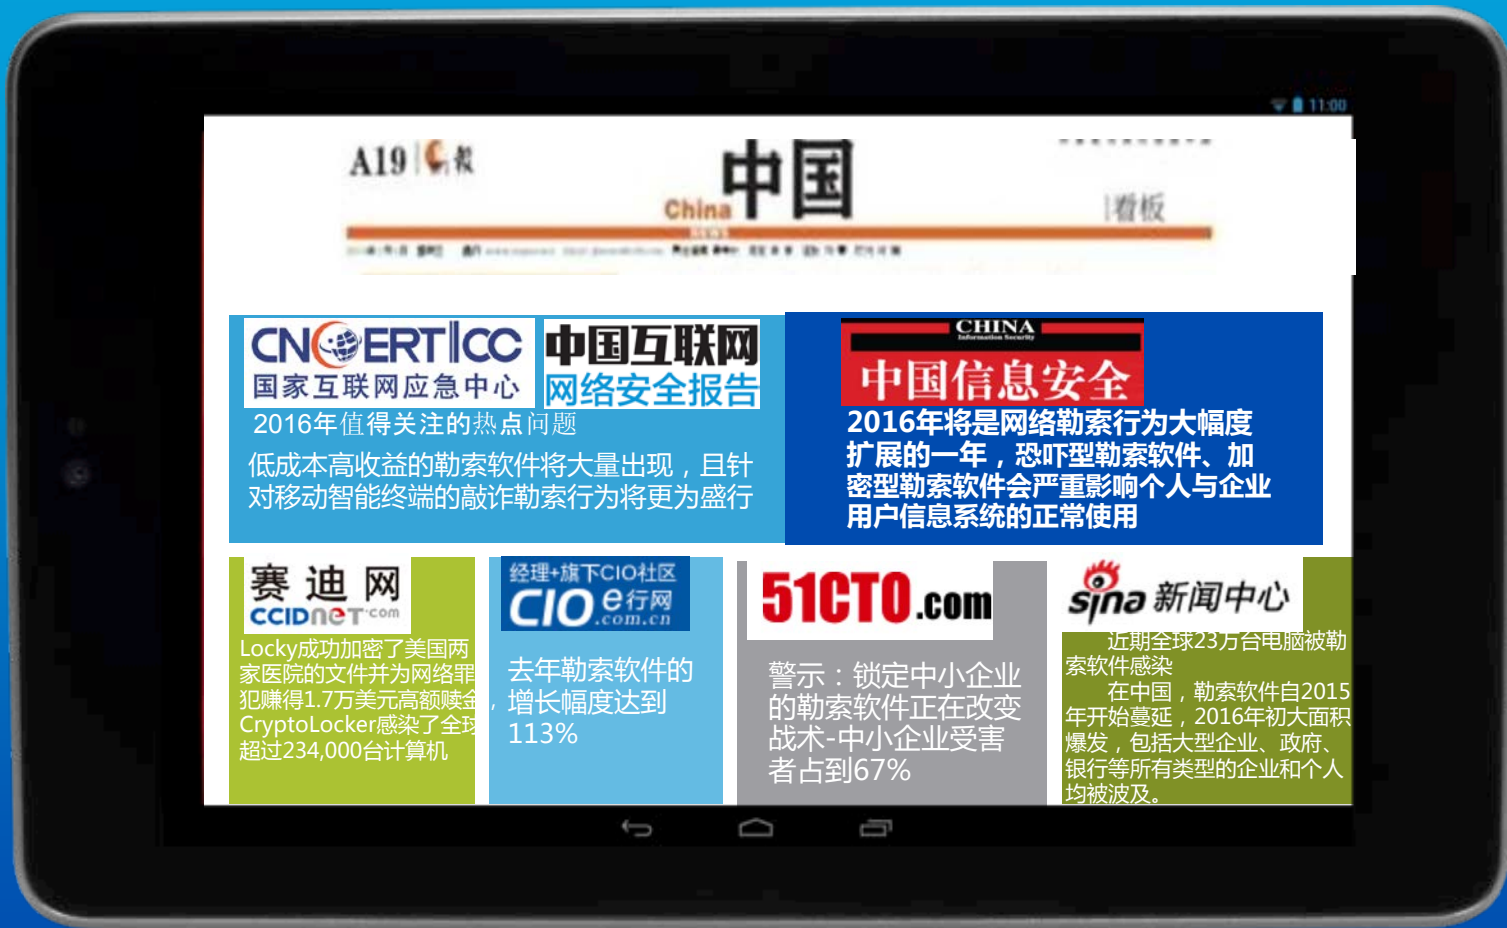 11:00
A19 報
中国
China
NEWS
看板
CNCERT/CC
国家互联网应急中心
中国互联网
网络安全报告
2016年值得关注的热点问题
低成本高收益的勒索软件将大量出现，且针
对移动智能终端的敲诈勒索行为将更为盛行
CHINA
Information Security
中国信息安全
2016年将是网络勒索行为大幅度
扩展的一年，恐吓型勒索软件、加
密型勒索软件会严重影响个人与企业
用户信息系统的正常使用
赛迪网
CCIDNET.com
Locky成功加密了美国两
家医院的文件并为网络罪
犯赚得1.7万美元高额赎金，
CryptoLocker感染了全球
超过234,000台计算机
经理+旗下CIO社区
CIO e行网
.com.cn
去年勒索软件的
增长幅度达到
113%
51CTO.com
警示：锁定中小企业
的勒索软件正在改变
战术-中小企业受害
者占到67%
sina 新闻中心
近期全球23万台电脑被勒
索软件感染
在中国，勒索软件自2015
年开始蔓延，2016年初大面积
爆发，包括大型企业、政府、
银行等所有类型的企业和个人
均被波及。